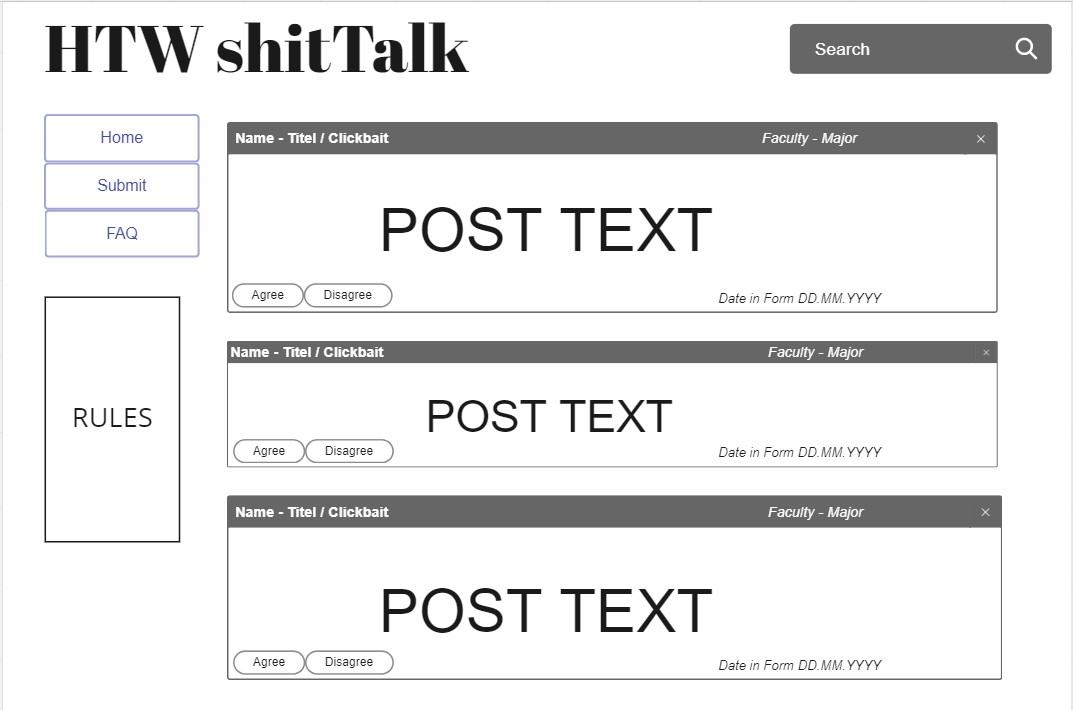 HTW shitTalk
Search
Home
Submit
FAQ
RULES
Name - Titel / Clickbait Faculty - Major ×
POST TEXT
Agree Disagree Date in Form DD.MM.YYYY
Name - Titel / Clickbait Faculty - Major ×
POST TEXT
Agree Disagree Date in Form DD.MM.YYYY
Name - Titel / Clickbait Faculty - Major ×
POST TEXT
Agree Disagree Date in Form DD.MM.YYYY